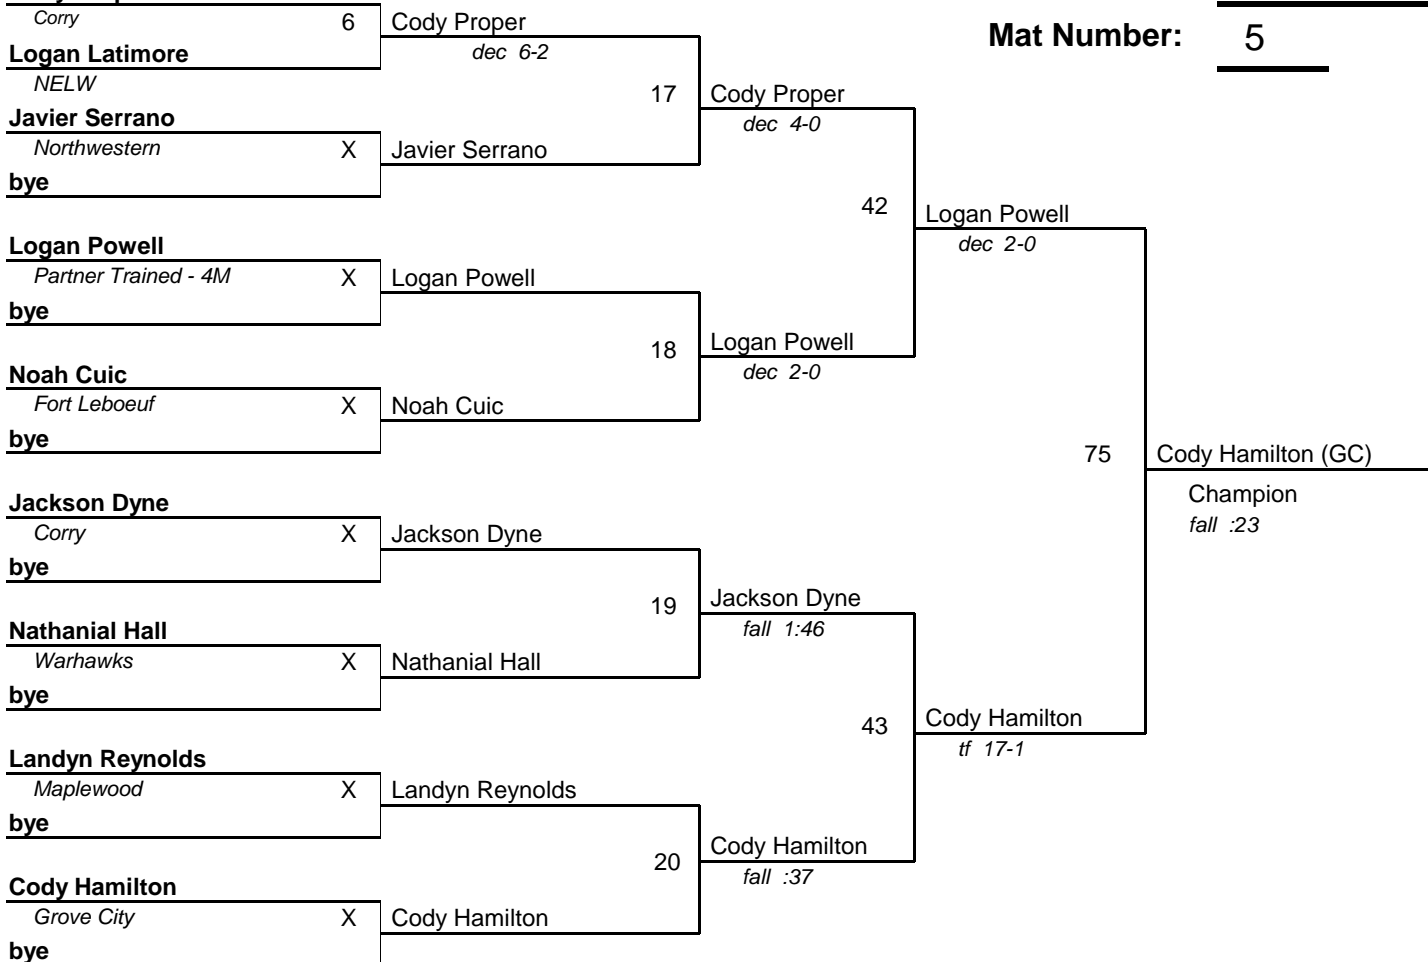 Corry 6 Cody Proper
Mat Number: 5
Logan Latimore dec 6-2
NELW
17 Cody Proper
Javier Serrano dec 4-0
Northwestern X Javier Serrano
bye
42 Logan Powell
Logan Powell dec 2-0
Partner Trained - 4M X Logan Powell
bye
18 Logan Powell
Noah Cuic dec 2-0
Fort Leboeuf X Noah Cuic
bye
75 Cody Hamilton (GC)
Jackson Dyne Champion
Corry X Jackson Dyne fall :23
bye
19 Jackson Dyne
Nathanial Hall fall 1:46
Warhawks X Nathanial Hall
bye
43 Cody Hamilton
Landyn Reynolds tf 17-1
Maplewood X Landyn Reynolds
bye
20 Cody Hamilton
Cody Hamilton fall :37
Grove City X Cody Hamilton
bye